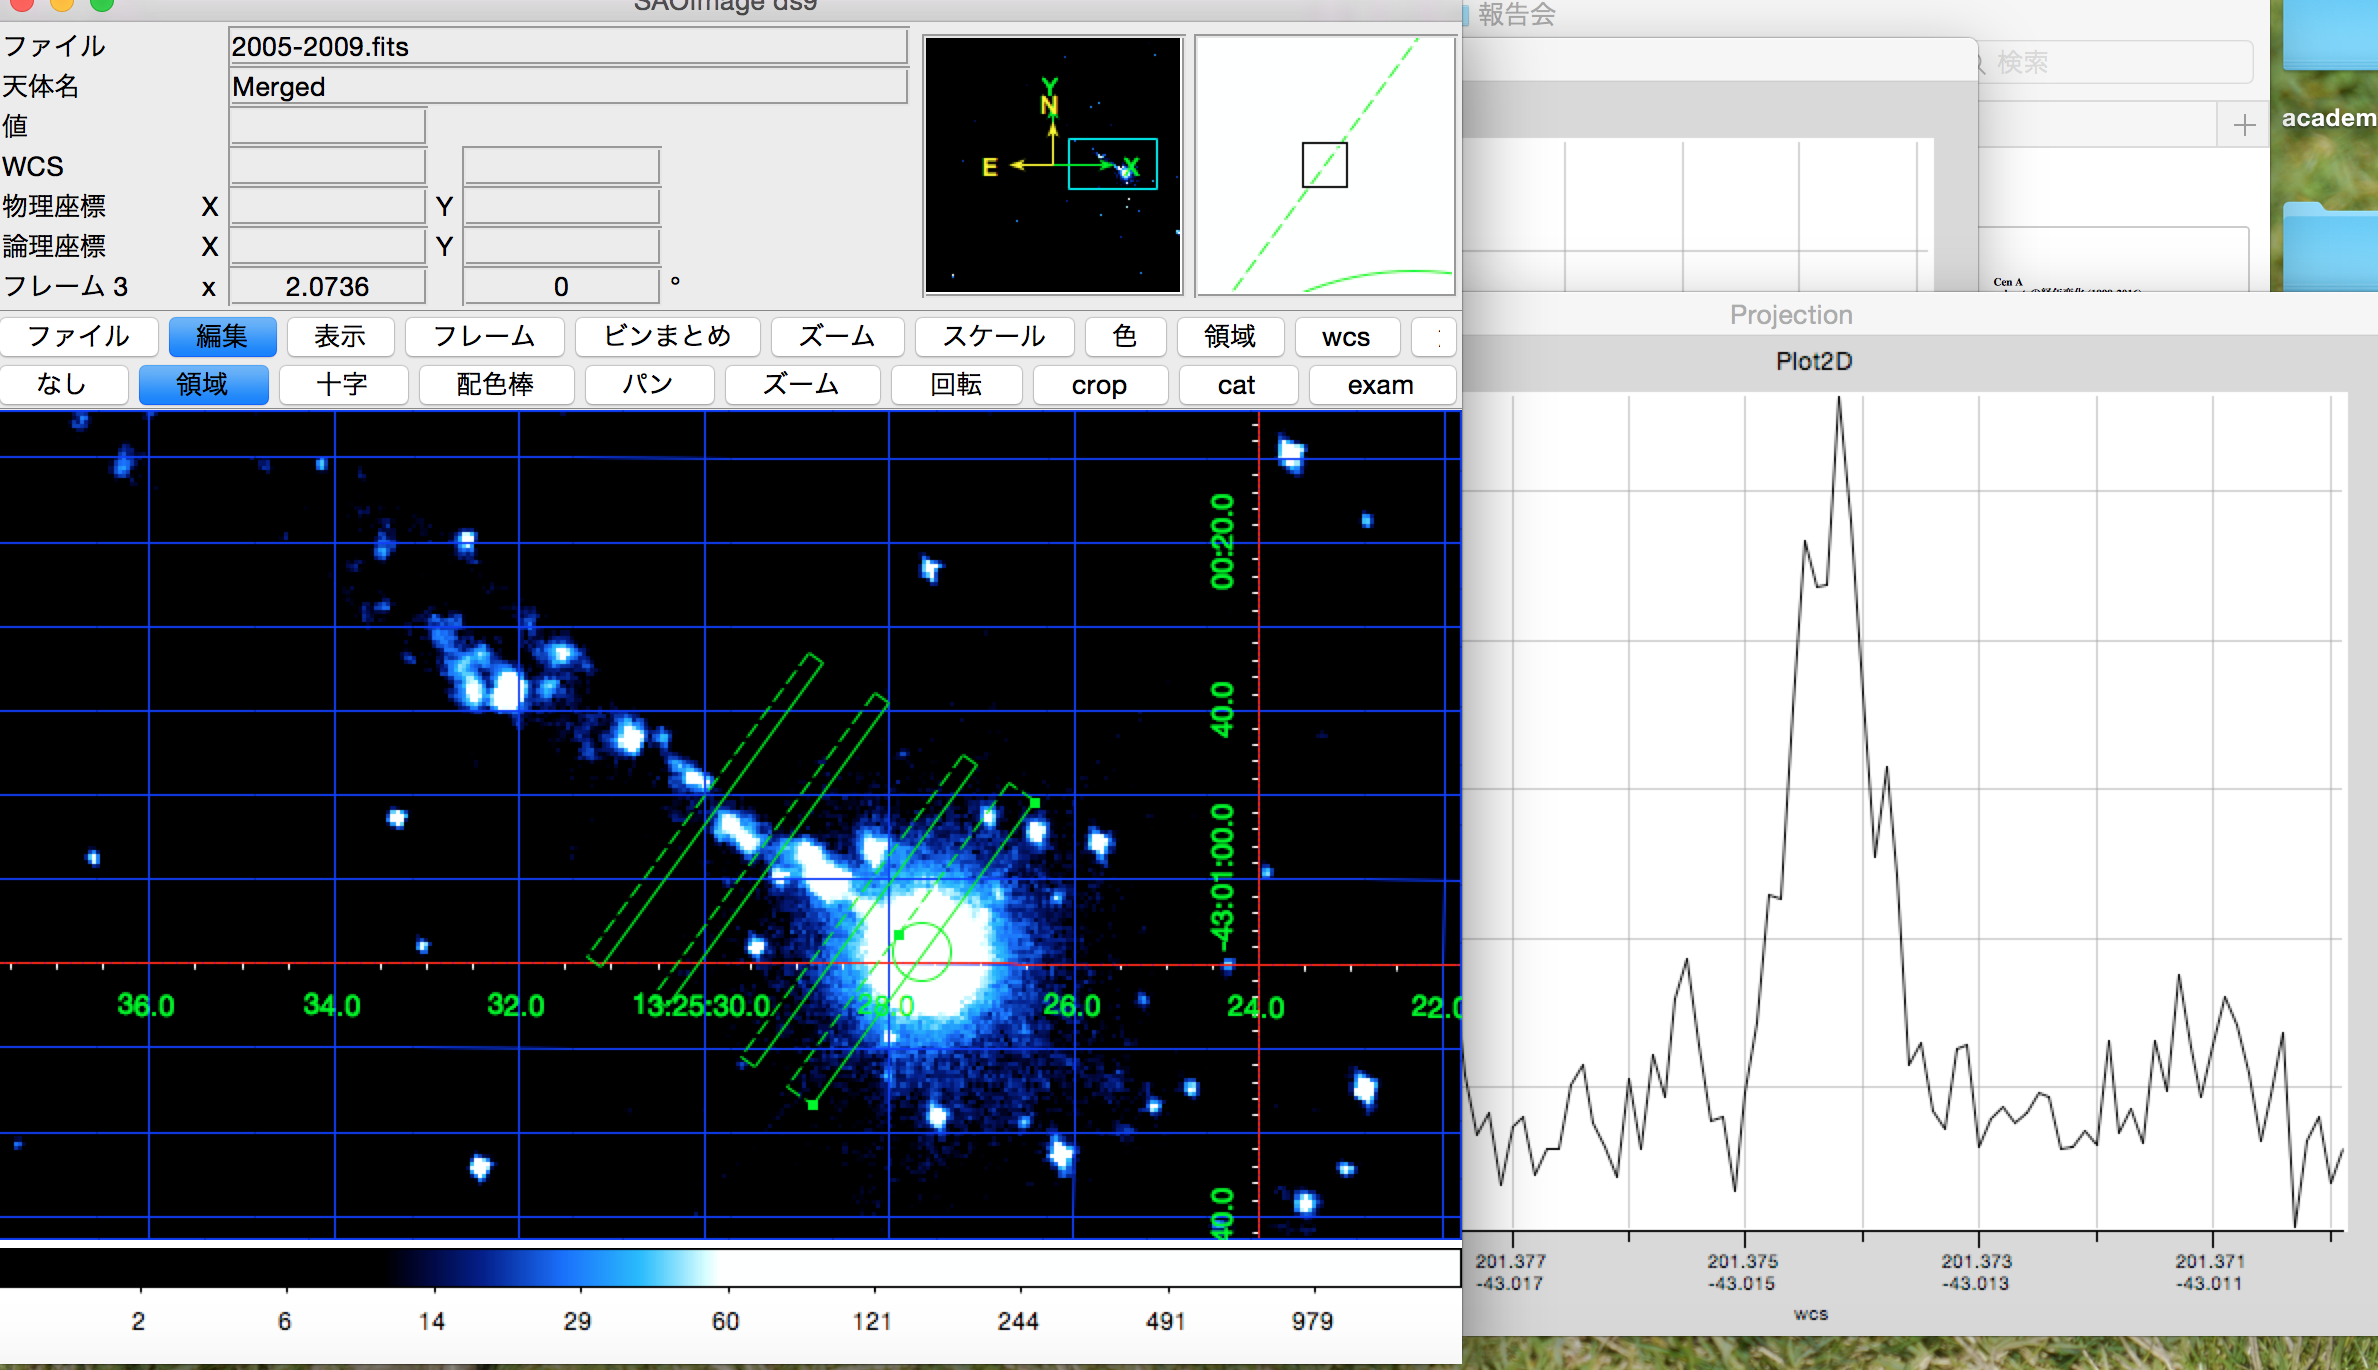 SAOImage ds9
ファイル 2005-2009.fits
天体名 Merged
値
WCS
物理座標 X Y
論理座標 X Y
フレーム 3 x 2.0736 0 °
Y
N
E X
ファイル 編集 表示 フレーム ビンまとめ ズーム スケール 色 領域 wcs
なし 領域 十字 配色棒 パン ズーム 回転 crop cat exam
00:20.0
40.0
-43:01:00.0
40.0
36.0 34.0 32.0 13:25:30.0 28.0 26.0 24.0 22.0
2 6 14 29 60 121 244 491 979
報告会
検索
academ
Cen A
Projection
Plot2D
201.377 201.375 201.373 201.371
-43.017 -43.015 -43.013 -43.011
wcs